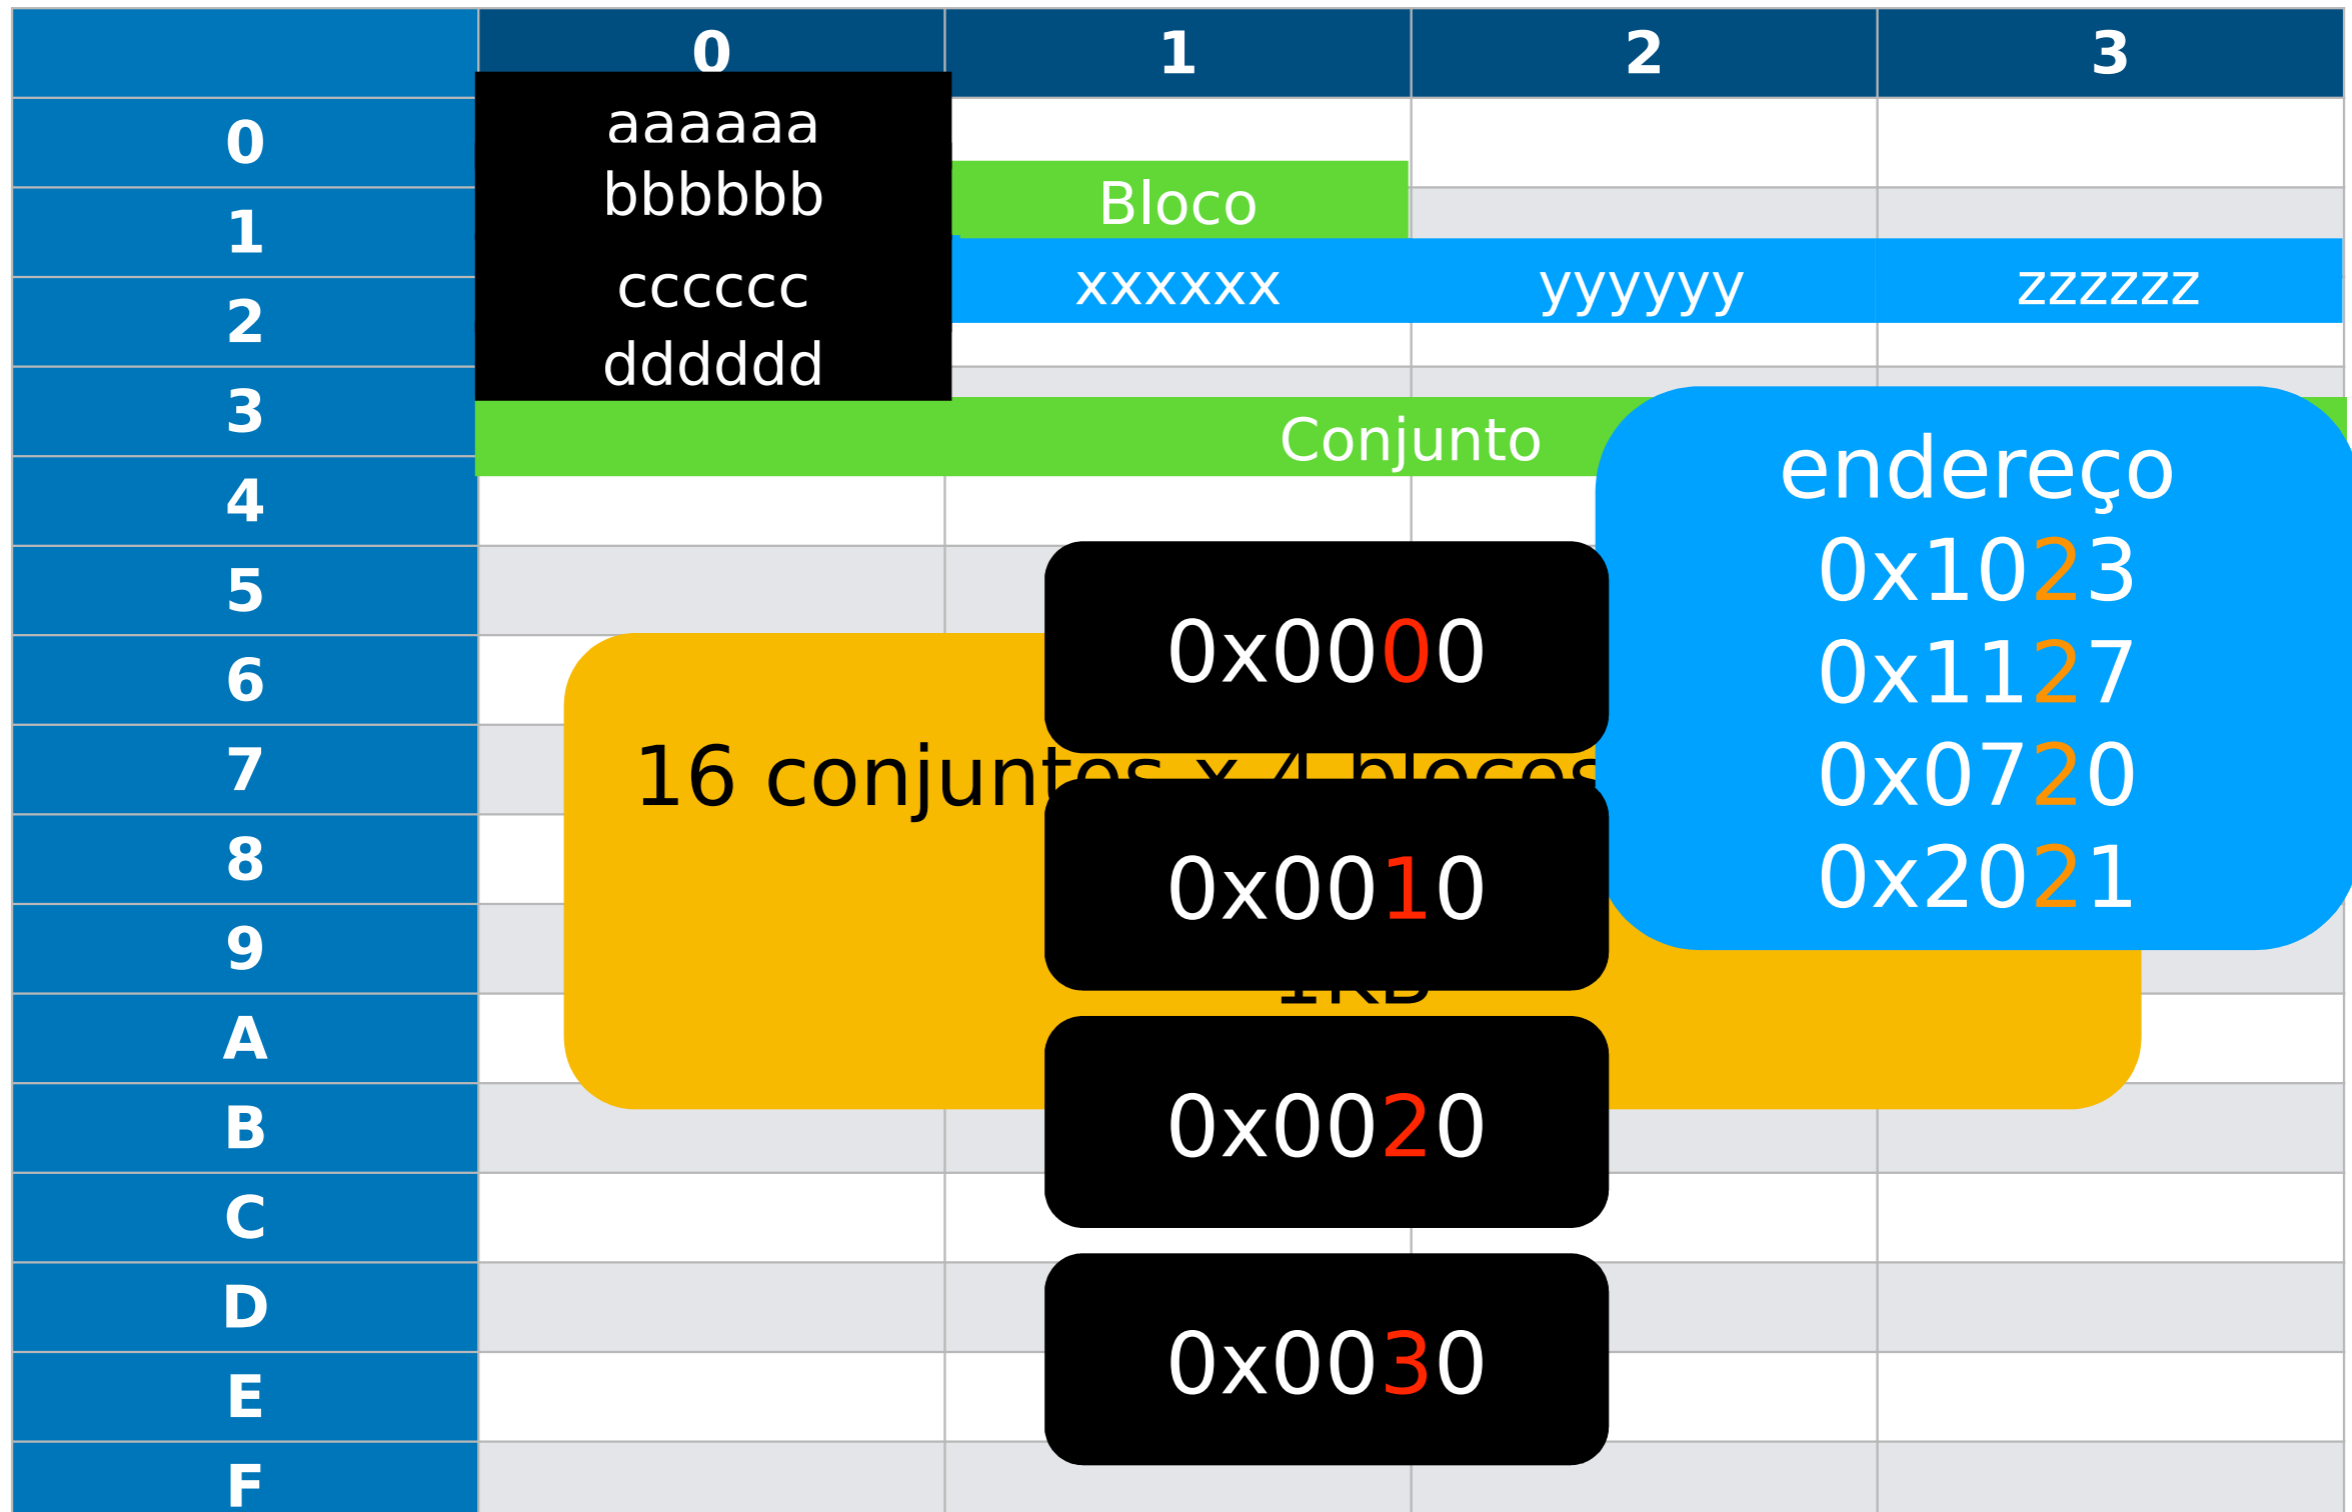 0 1 2 3
0 aaaaaa
bbbbbb Bloco
1
cccccc xxxxxx yyyyyy zzzzzz
2
dddddd
3
Conjunto
4
5
6
7
8
9
A
B
C
D
E
F
endereço
0x1023
0x1127
0x0720
0x2021
16 conjuntos x 4 blocos
1KB
0x0000
0x0010
0x0020
0x0030